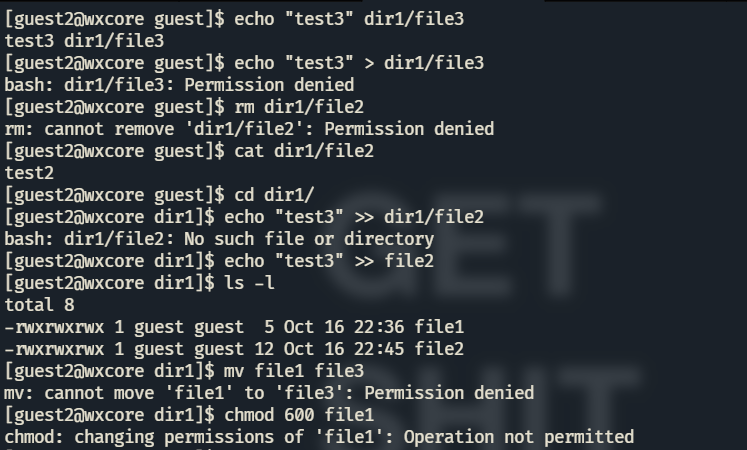 [guest2@wxcore guest]$ echo "test3" dir1/file3
test3 dir1/file3
[guest2@wxcore guest]$ echo "test3" > dir1/file3
bash: dir1/file3: Permission denied
[guest2@wxcore guest]$ rm dir1/file2
rm: cannot remove 'dir1/file2': Permission denied
[guest2@wxcore guest]$ cat dir1/file2
test2
[guest2@wxcore guest]$ cd dir1/
[guest2@wxcore dir1]$ echo "test3" >> dir1/file2
bash: dir1/file2: No such file or directory
[guest2@wxcore dir1]$ echo "test3" >> file2
[guest2@wxcore dir1]$ ls -l
total 8
-rwxrwxrwx 1 guest guest  5 Oct 16 22:36 file1
-rwxrwxrwx 1 guest guest 12 Oct 16 22:45 file2
[guest2@wxcore dir1]$ mv file1 file3
mv: cannot move 'file1' to 'file3': Permission denied
[guest2@wxcore dir1]$ chmod 600 file1
chmod: changing permissions of 'file1': Operation not permitted
GET
SHIT